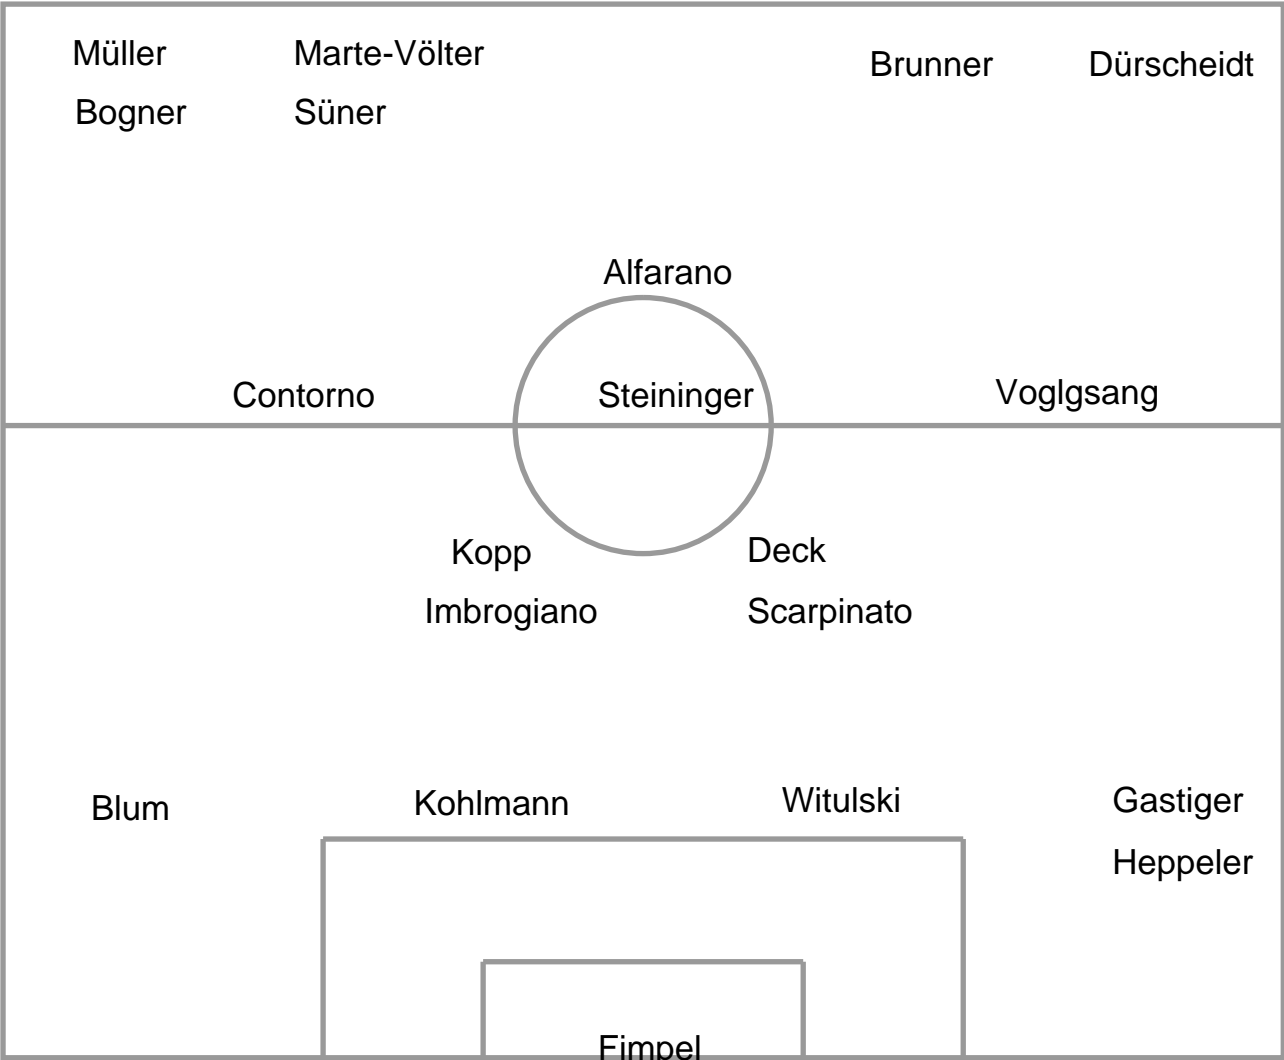 Müller Marte-Völter Brunner Dürscheidt
Bogner Süner
Alfarano
Contorno Steininger Voglgsang
Kopp Deck
Imbrogiano Scarpinato
Blum Kohlmann Witulski Gastiger
Heppeler
Fimpel